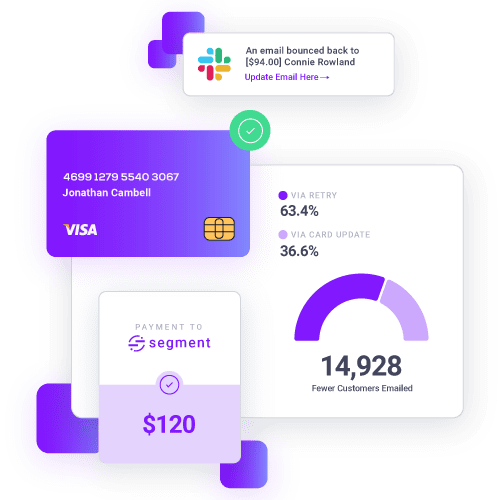 An email bounced back to
[$94.00] Connie Rowland
Update Email Here→
4699 1279 5540 3067
Jonathan Cambell
VISA
VIA RETRY
63.4%
VIA CARD UPDATE
36.6%
14,928
Fewer Customers Emailed
PAYMENT TO
segment
$120